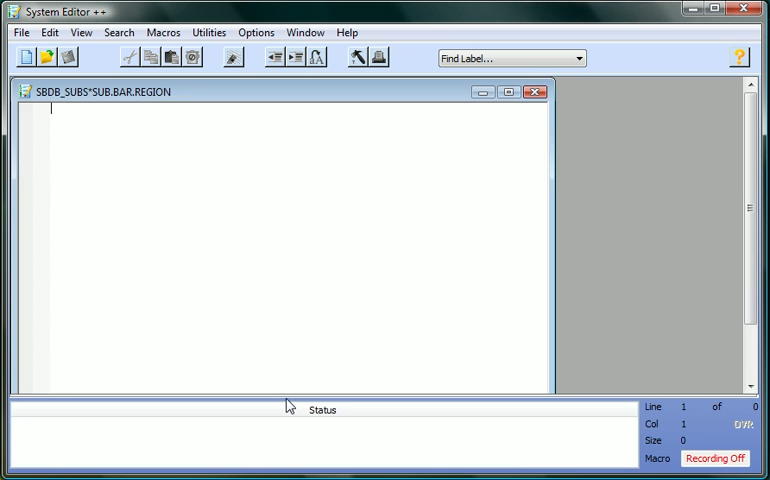 System Editor ++
File Edit View Search Macros Utilities Options Window Help
Find Label...
SBDB_SUBS*SUB.BAR.REGION
Status
Line 1 of 0
Col 1 OVR
Size 0
Macro Recording Off